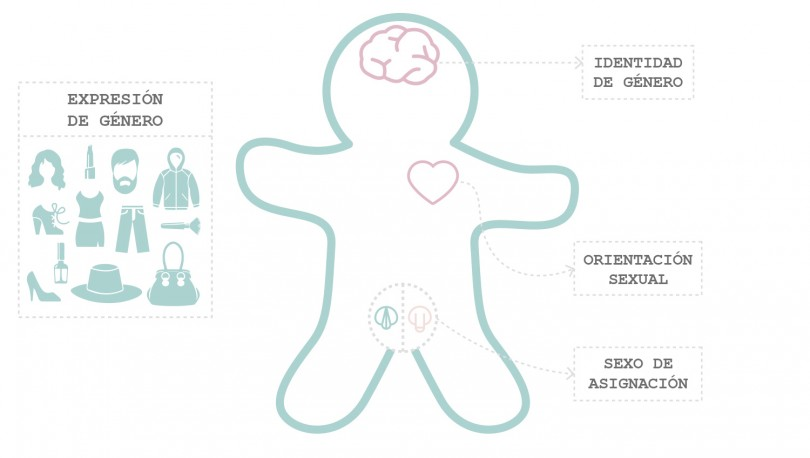 EXPRESIÓN
DE GÉNERO
IDENTIDAD
DE GÉNERO
ORIENTACIÓN
SEXUAL
SEXO DE
ASIGNACIÓN